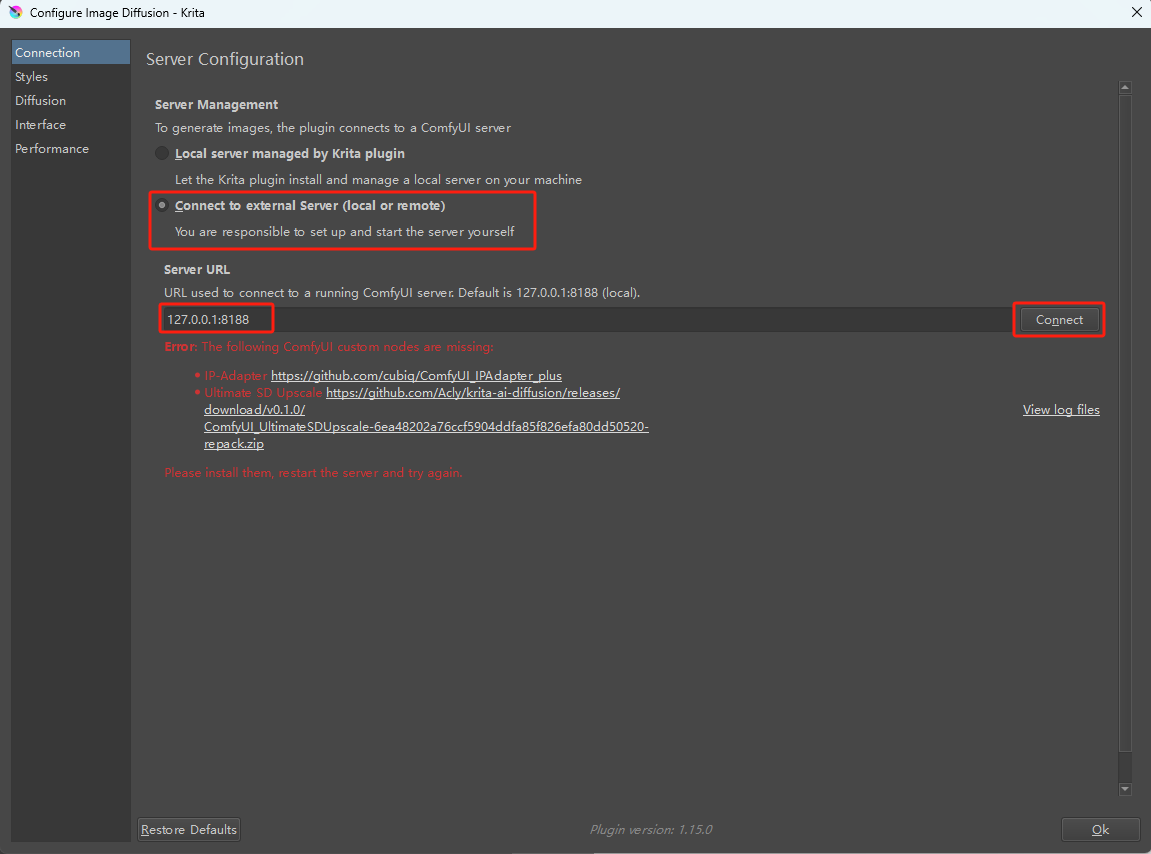 Configure Image Diffusion - Krita
Connection
Styles
Diffusion
Interface
Performance
Server Configuration
Server Management
To generate images, the plugin connects to a ComfyUI server
Local server managed by Krita plugin
Let the Krita plugin install and manage a local server on your machine
Connect to external Server (local or remote)
You are responsible to set up and start the server yourself
Server URL
URL used to connect to a running ComfyUI server. Default is 127.0.0.1:8188 (local).
127.0.0.1:8188
Connect
Error: The following ComfyUI custom nodes are missing:
• IP-Adapter https://github.com/cubiq/ComfyUI_IPAdapter_plus
• Ultimate SD Upscale https://github.com/Acly/krita-ai-diffusion/releases/
download/v0.1.0/
ComfyUI_UltimateSDUpscale-6ea48202a76ccf5904ddfa85f826efa80dd50520-
repack.zip
View log files
Please install them, restart the server and try again.
Restore Defaults
Plugin version: 1.15.0
Ok